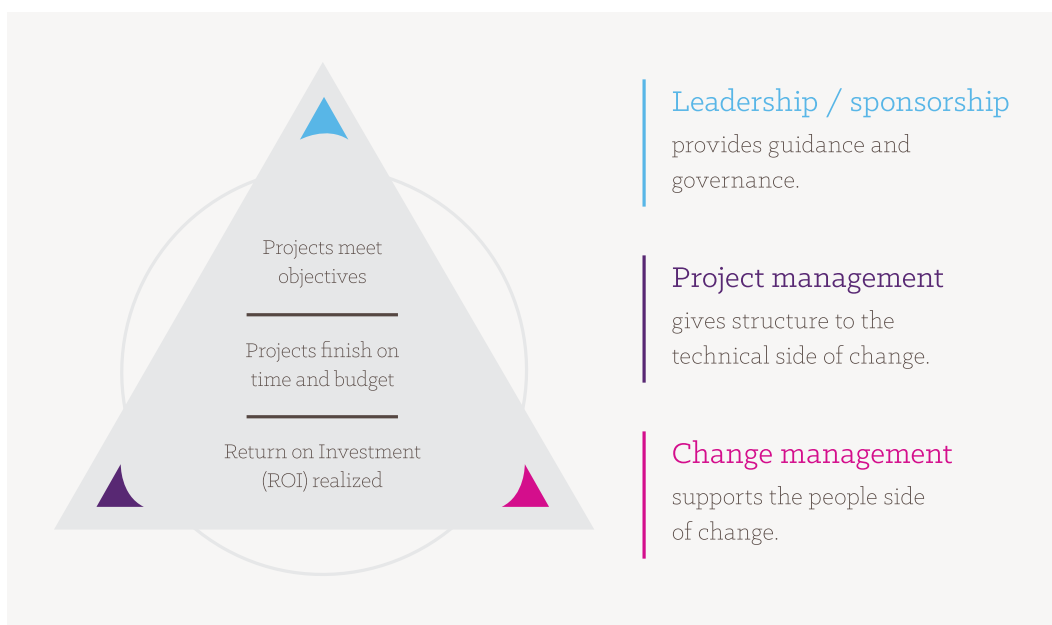 Projects meet
objectives
Projects finish on
time and budget
Return on Investment
(ROI) realized
Leadership / sponsorship
provides guidance and
governance.
Project management
gives structure to the
technical side of change.
Change management
supports the people side
of change.